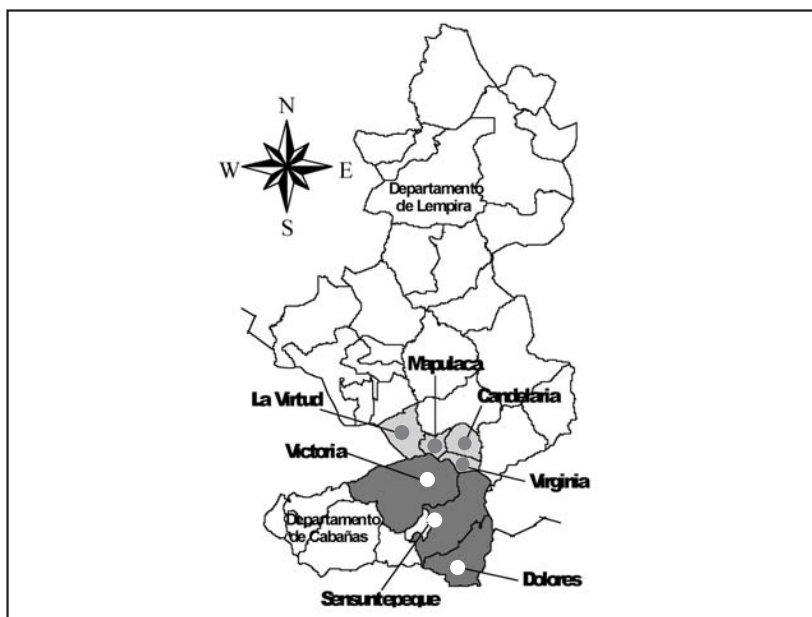 N
W E
S
Departamento
de Lempira
Mapulaca
La Virtud
Candelaria
Victoria
Virginia
Departamento
de Cabañas
Dolores
Sensuntepeque